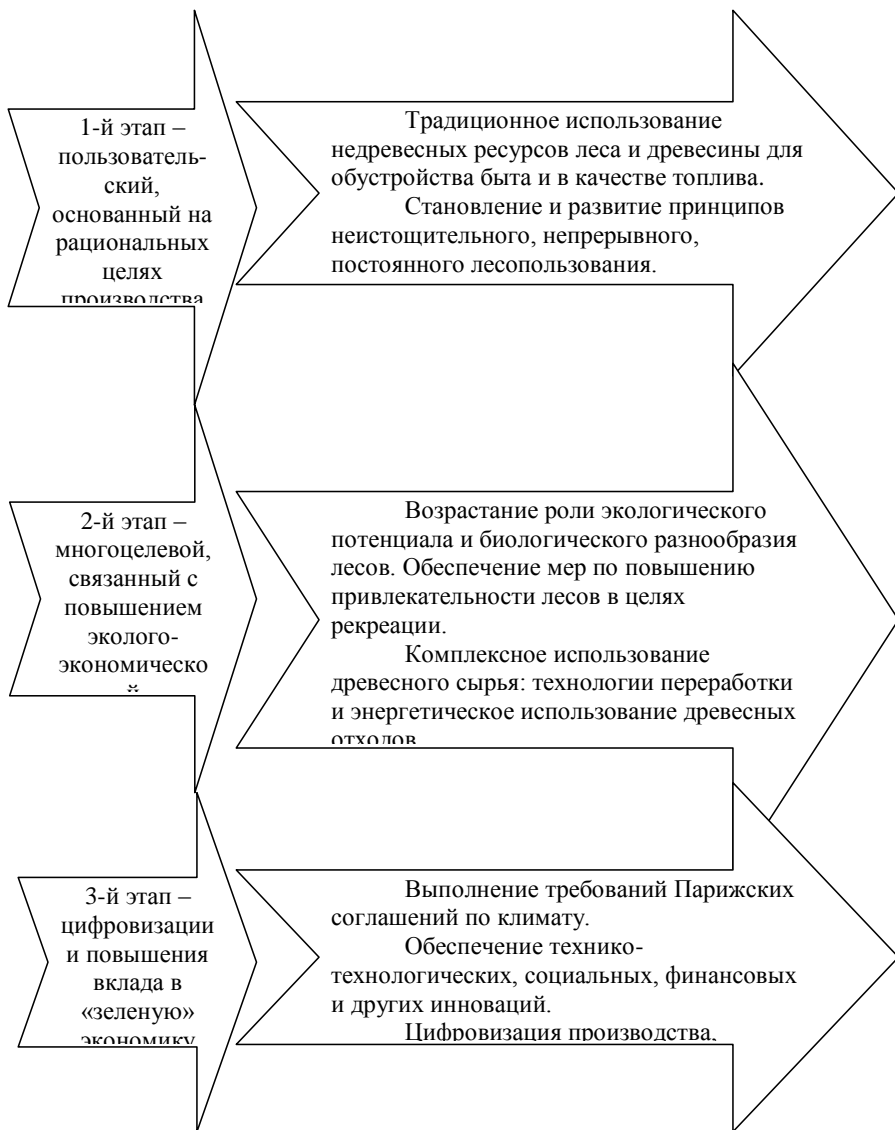 1-й этап –
пользователь-
ский,
основанный на
рациональных
целях
производства
Традиционное использование
недревесных ресурсов леса и древесины для
обустройства быта и в качестве топлива.
Становление и развитие принципов
неистощительного, непрерывного,
постоянного лесопользования.
2-й этап –
многоцелевой,
связанный с
повышением
эколого-
экономическо
й
Возрастание роли экологического
потенциала и биологического разнообразия
лесов. Обеспечение мер по повышению
привлекательности лесов в целях
рекреации.
Комплексное использование
древесного сырья: технологии переработки
и энергетическое использование древесных
отходов
3-й этап –
цифровизации
и повышения
вклада в
«зеленую»
экономику
Выполнение требований Парижских
соглашений по климату.
Обеспечение технико-
технологических, социальных, финансовых
и других инноваций.
Цифровизация производства,